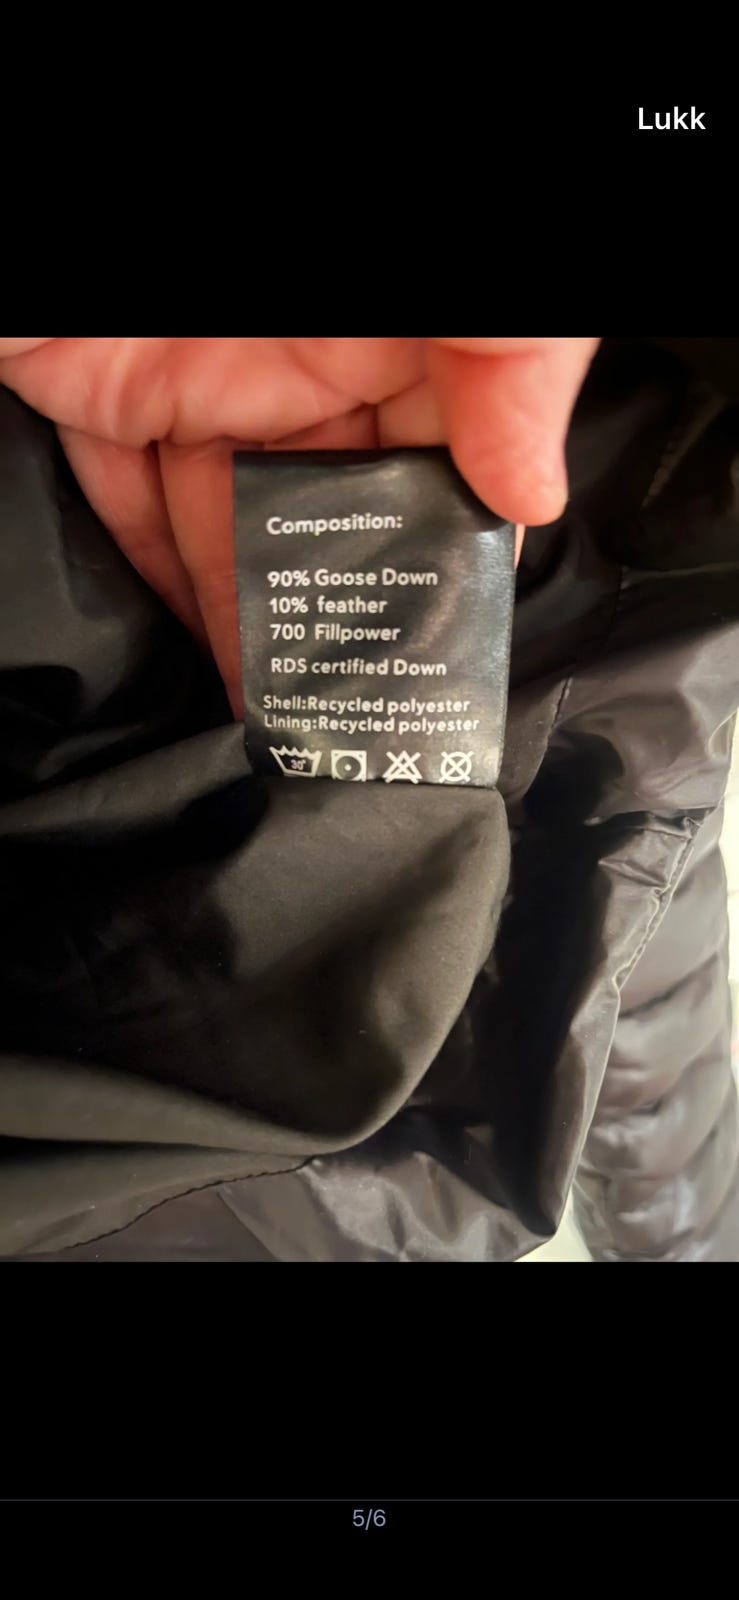 Lukk
Composition:
90% Goose Down
10% feather
700 Fillpower
RDS certified Down
Shell:Recycled polyester
Lining:Recycled polyester
30°
5/6